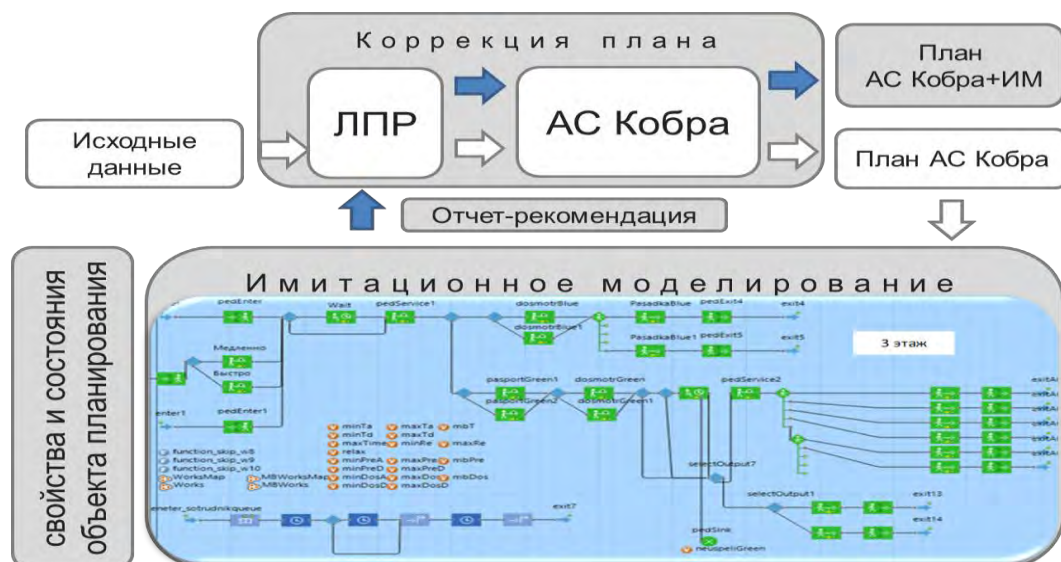 Коррекция плана
План
АС Кобра+ИМ
ЛПР
АС Кобра
Исходные
данные
План АС Кобра
Отчет-рекомендация
свойства и состояния
объекта планирования
Имитационное моделирование
pedEnter
Wait
pedService1
dosmotrBlue
PasadkaBlue
pedExit4
exit4
dosmotrBlue1
PasadkaBlue1
pedExit5
exit5
3 этаж
Медленно
Быстро
pasportGreen1
dosmotrGreen
pedService2
pasportGreen2
dosmotrGreen1
enter1
pedEnter1
minTa
maxTa
mbT
minTd
maxTd
maxTime
minRe
maxRe
relax
function_skip_w8
function_skip_w9
function_skip_w10
minPreA
maxPre
mbPre
minPreD
maxPreD
WorksMap
MBWorksMap
minDosA
maxDos
mbDos
Works
MBWorks
minDosD
maxDosD
selectOutput7
selectOutput1
exit13
exit14
eneter_sotrudnikqueue
exit7
pedSink
neuspeliGreen